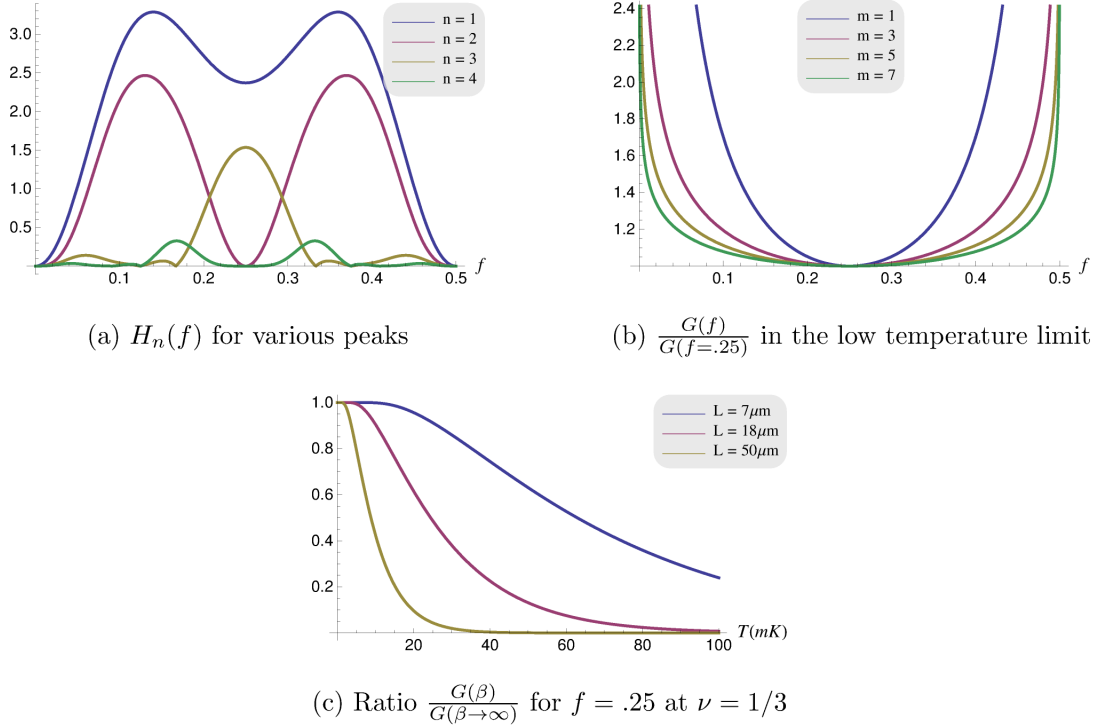 3.0
2.5
2.0
1.5
1.0
0.5
0.1 0.2 0.3 0.4 0.5 f
n = 1
n = 2
n = 3
n = 4
(a) Hₙ(f) for various peaks
2.4
2.2
2.0
1.8
1.6
1.4
1.2
0.1 0.2 0.3 0.4 0.5 f
m = 1
m = 3
m = 5
m = 7
(b) G(f)/G(f=.25) in the low temperature limit
1.0
0.8
0.6
0.4
0.2
20 40 60 80 100 T(mK)
L = 7μm
L = 18μm
L = 50μm
(c) Ratio G(β)/G(β→∞) for f = .25 at ν = 1/3